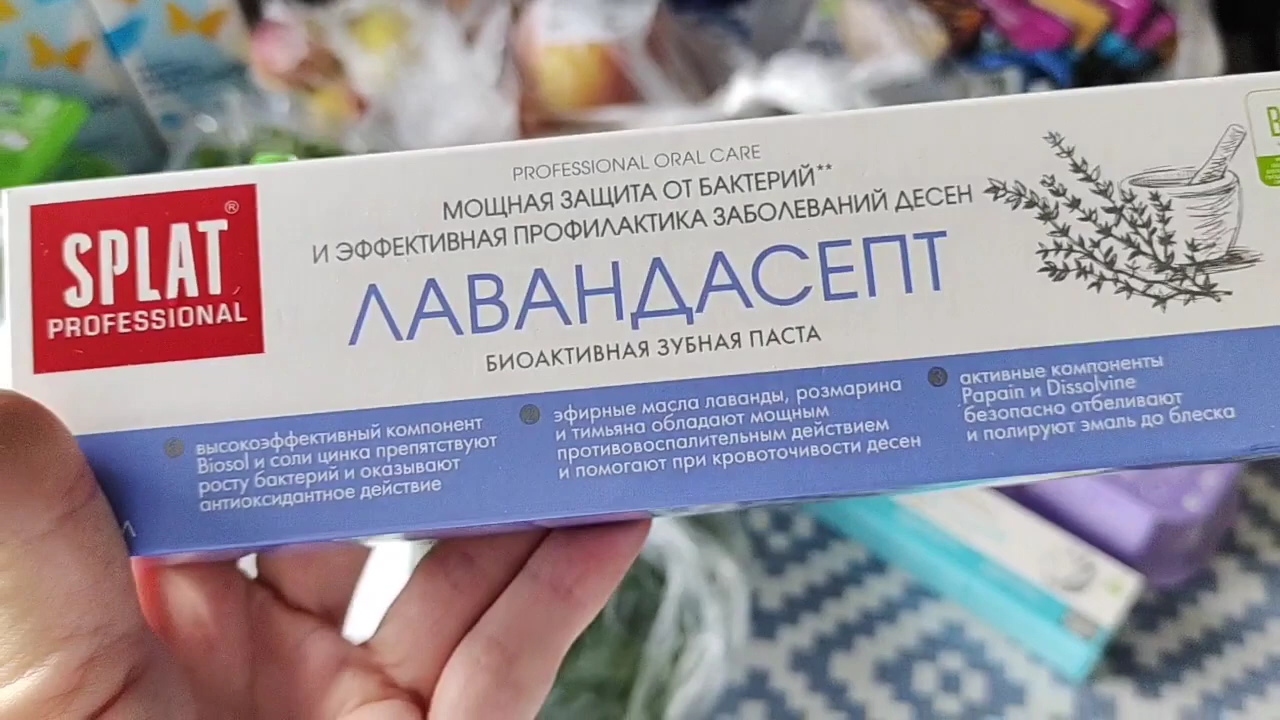 SPLAT®
PROFESSIONAL
PROFESSIONAL ORAL CARE
МОЩНАЯ ЗАЩИТА ОТ БАКТЕРИЙ**
И ЭФФЕКТИВНАЯ ПРОФИЛАКТИКА ЗАБОЛЕВАНИЙ ДЕСЕН
ЛАВАНДАСЕПТ
БИОАКТИВНАЯ ЗУБНАЯ ПАСТА
высокоэффективный компонент
Biosol и соли цинка препятствуют
росту бактерий и оказывают
антиоксидантное действие
2 эфирные масла лаванды, розмарина
и тимьяна обладают мощным
противовоспалительным действием
и помогают при кровоточивости десен
3 активные компоненты
Papain и Dissolvine
безопасно отбеливают
и полируют эмаль до блеска